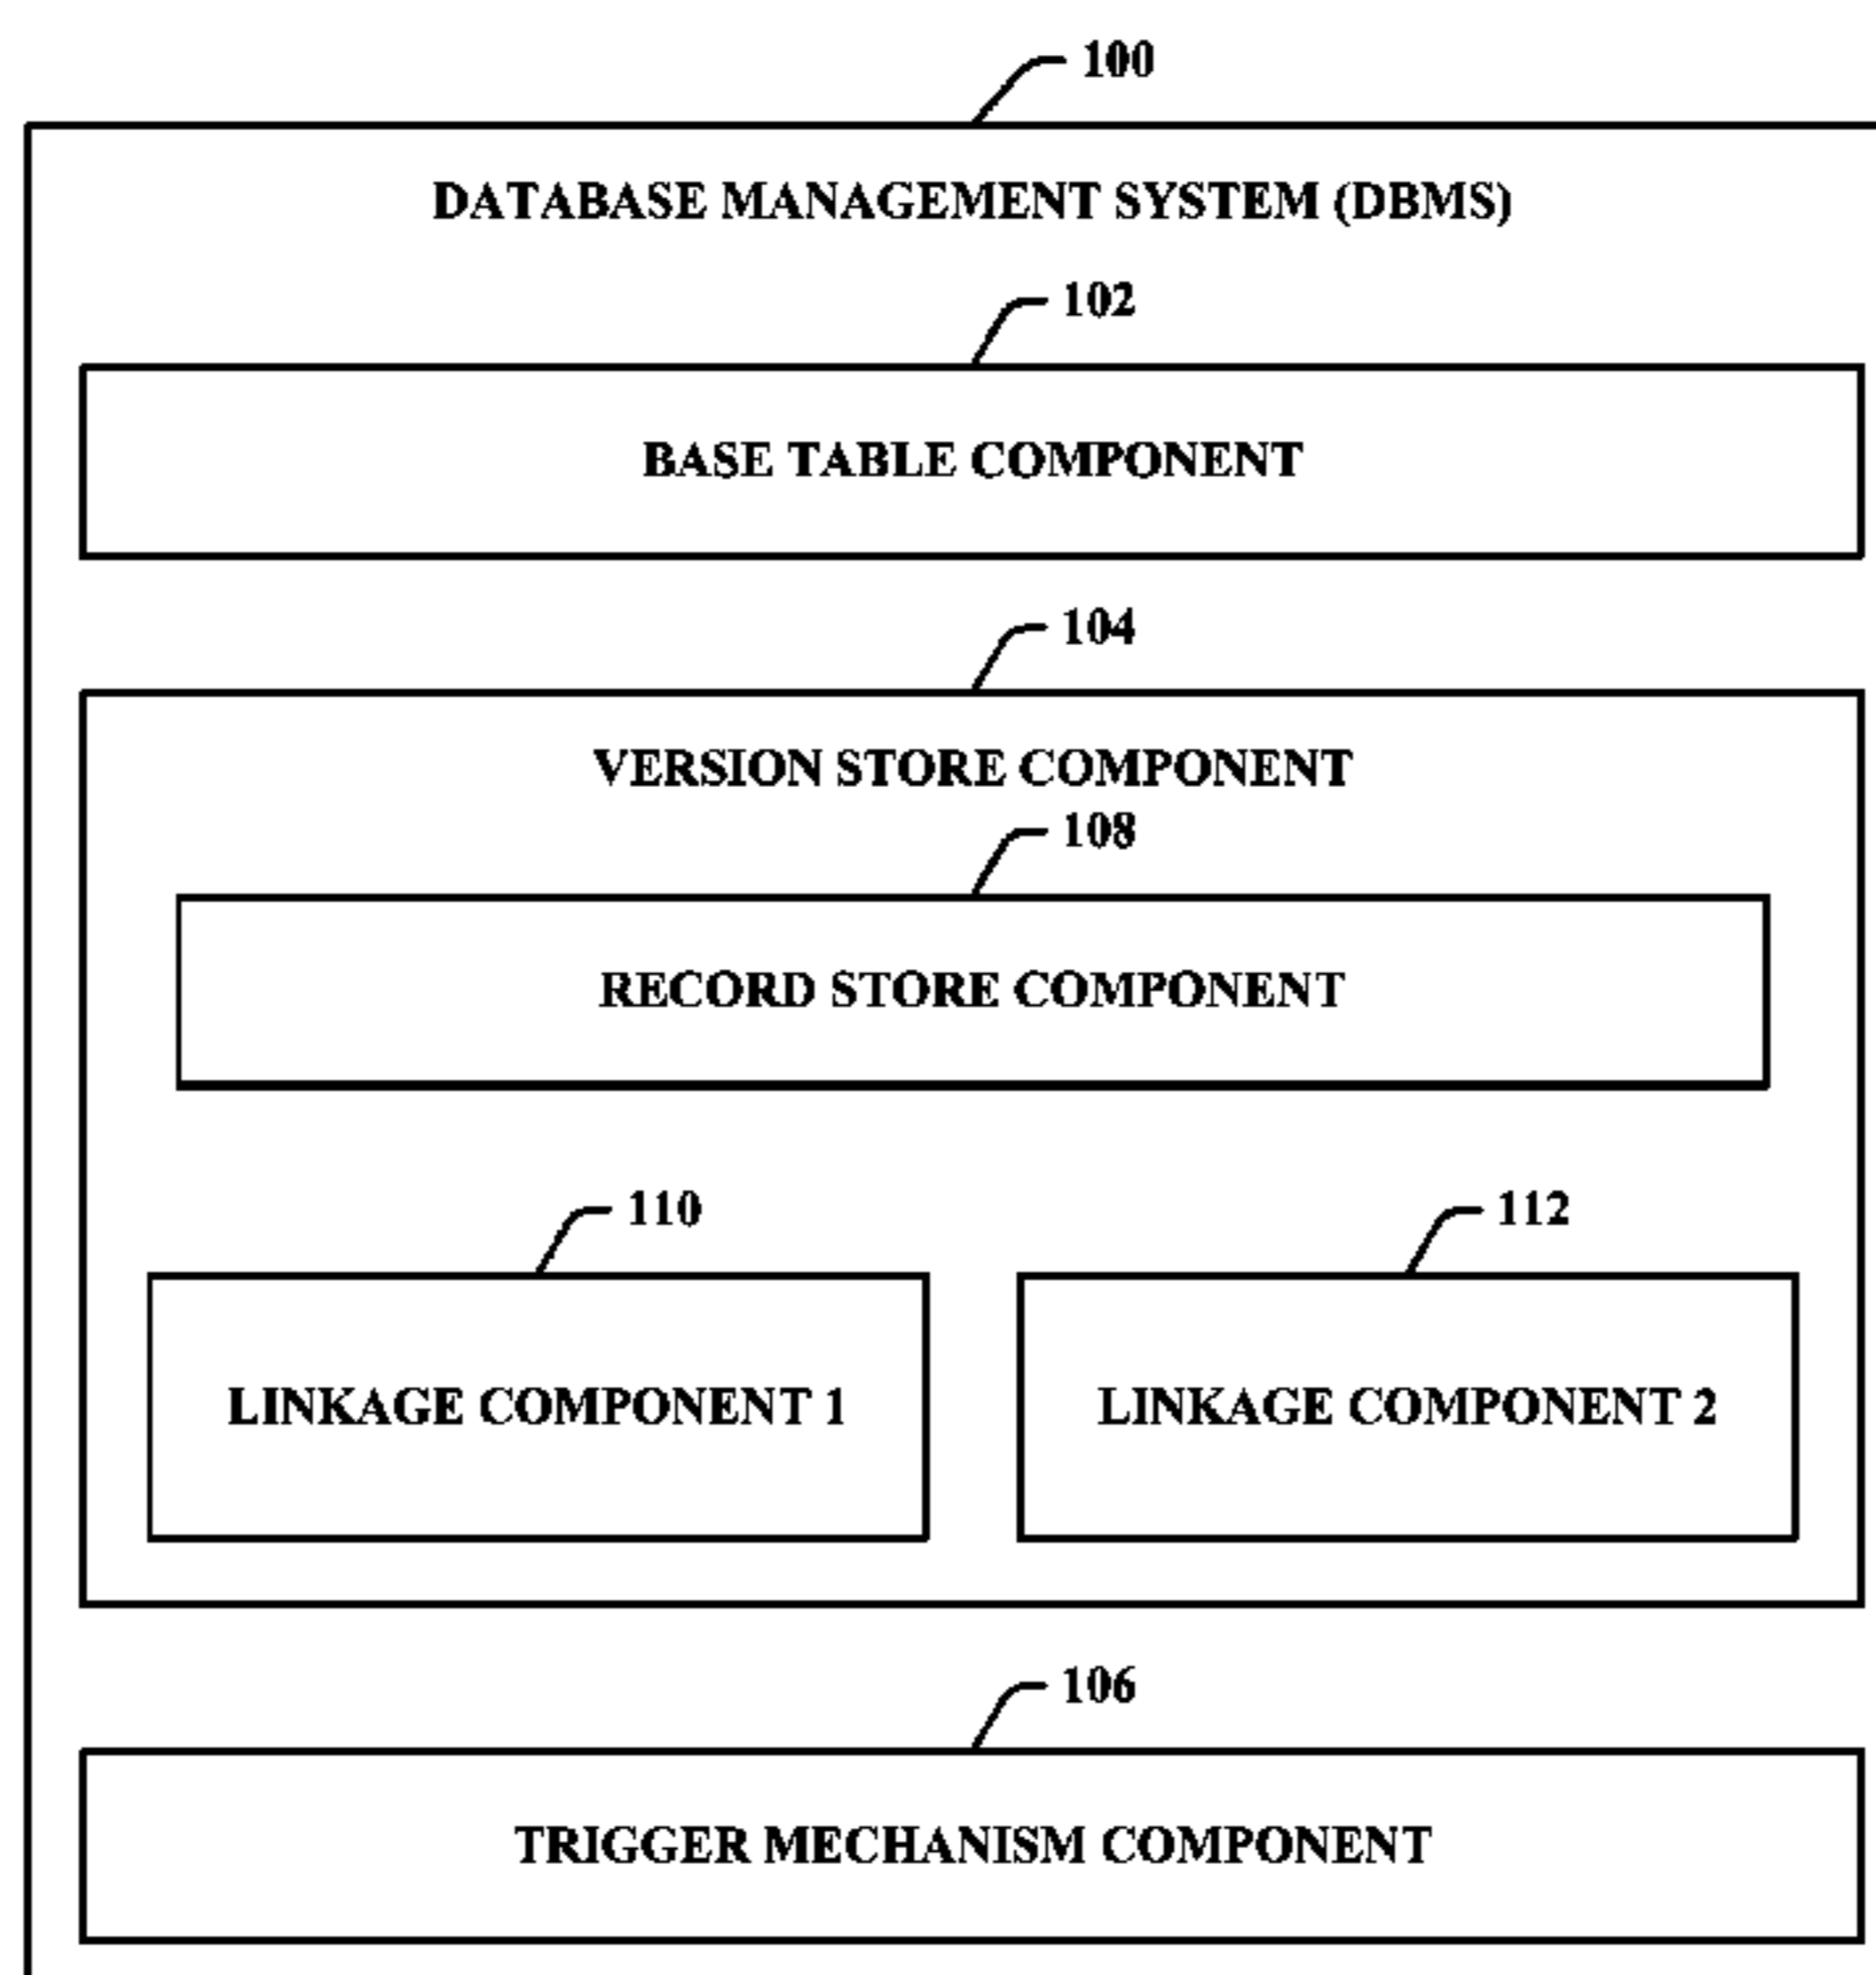 100
DATABASE MANAGEMENT SYSTEM (DBMS)
102
BASE TABLE COMPONENT
104
VERSION STORE COMPONENT
108
RECORD STORE COMPONENT
110
112
LINKAGE COMPONENT 1
LINKAGE COMPONENT 2
106
TRIGGER MECHANISM COMPONENT